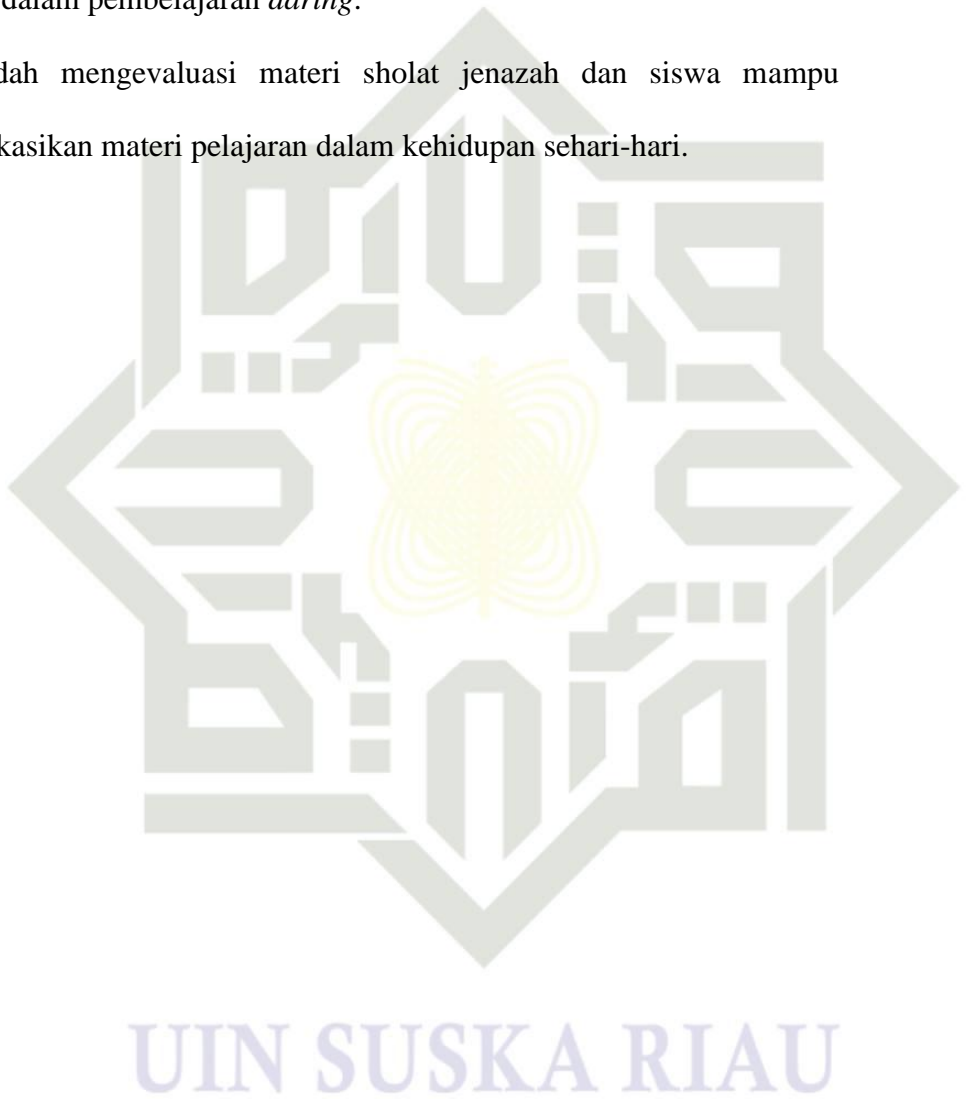 dalam pembelajaran daring.
dah mengevaluasi materi sholat jenazah dan siswa mampu
kasikan materi pelajaran dalam kehidupan sehari-hari.
UIN SUSKA RIAU